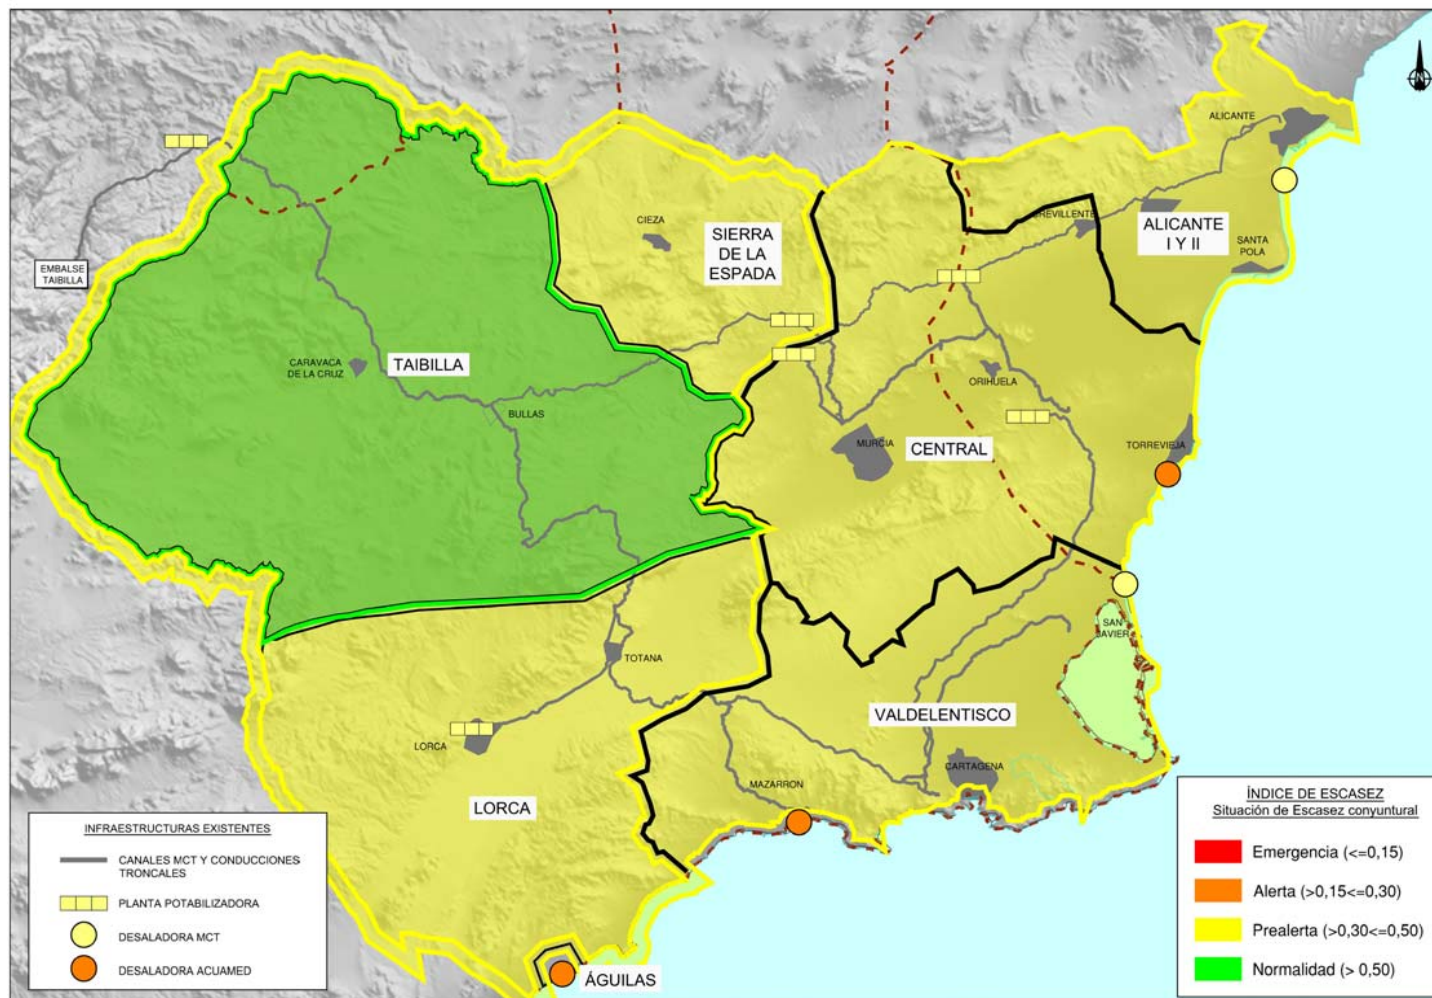 ALICANTE
CREVILLENTE
ALICANTE
I Y II
SANTA
POLA
CIEZA
SIERRA
DE LA
ESPADA
EMBALSE
TAIBILLA
CARAVACA
DE LA CRUZ
TAIBILLA
BULLAS
ORIHUELA
MURCIA
CENTRAL
TORREVIEJA
SAN
JAVIER
TOTANA
VALDELENTISCO
LORCA
CARTAGENA
MAZARRON
LORCA
ÁGUILAS
INFRAESTRUCTURAS EXISTENTES
CANALES MCT Y CONDUCCIONES
TRONCALES
PLANTA POTABILIZADORA
DESALADORA MCT
DESALADORA ACUAMED
ÍNDICE DE ESCASEZ
Situación de Escasez conyuntural
Emergencia (<=0,15)
Alerta (>0,15<=0,30)
Prealerta (>0,30<=0,50)
Normalidad (> 0,50)